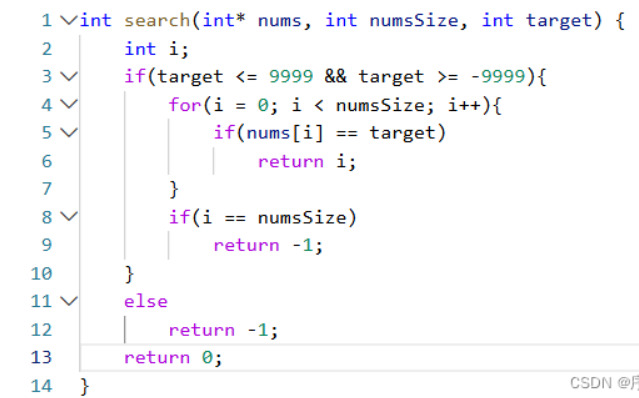 1 int search(int* nums, int numsSize, int target) {
2     int i;
3     if(target <= 9999 && target >= -9999){
4         for(i = 0; i < numsSize; i++){
5             if(nums[i] == target)
6                 return i;
7         }
8         if(i == numsSize)
9             return -1;
10     }
11     else
12         return -1;
13     return 0;
14 }
CSDN